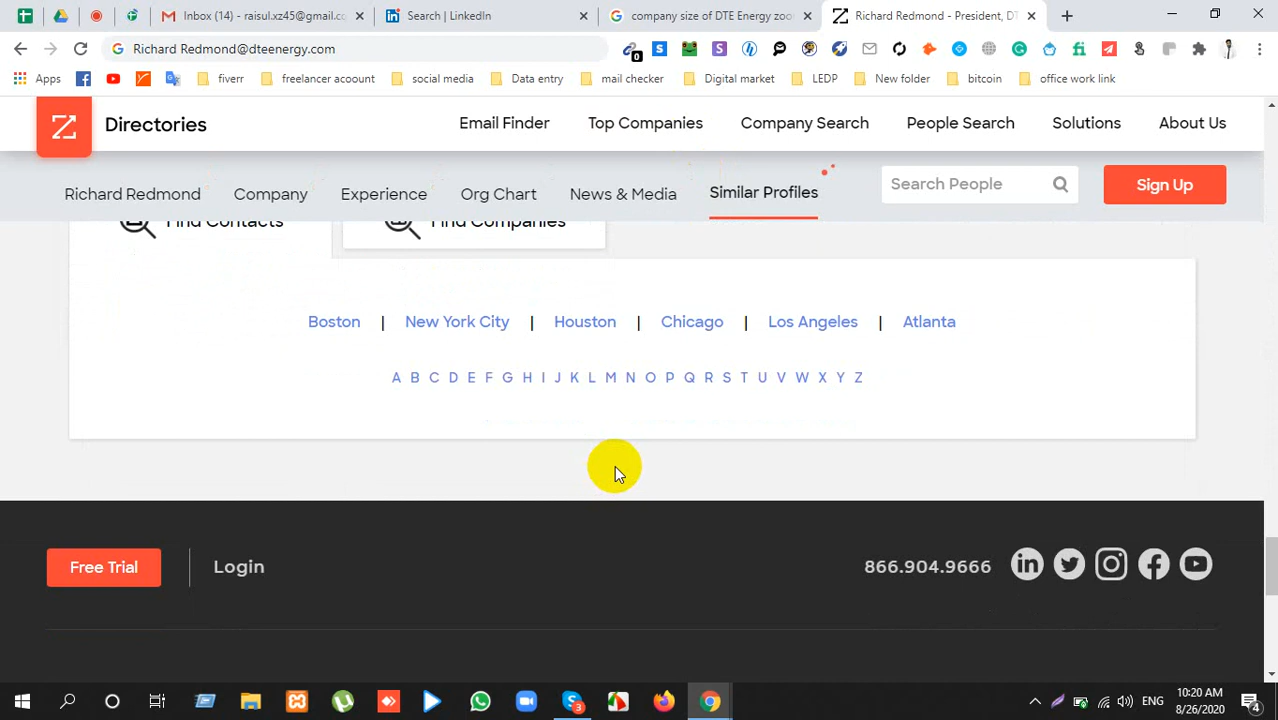 Inbox (14) - raisul.xz45@gmail.co
Search | LinkedIn
company size of DTE Energy zoo
Richard Redmond - President, DT
Richard Redmond@dteenergy.com
0
Apps
fiverr
freelancer acoount
social media
Data entry
mail checker
Digital market
LEDP
New folder
bitcoin
office work link
Directories
Email Finder
Top Companies
Company Search
People Search
Solutions
About Us
Richard Redmond
Company
Experience
Org Chart
News & Media
Similar Profiles
Search People
Sign Up
Find Contacts
Find Companies
Boston | New York City | Houston | Chicago | Los Angeles | Atlanta
A B C D E F G H I J K L M N O P Q R S T U V W X Y Z
Free Trial
Login
866.904.9666
3
ENG
10:20 AM
8/26/2020
4